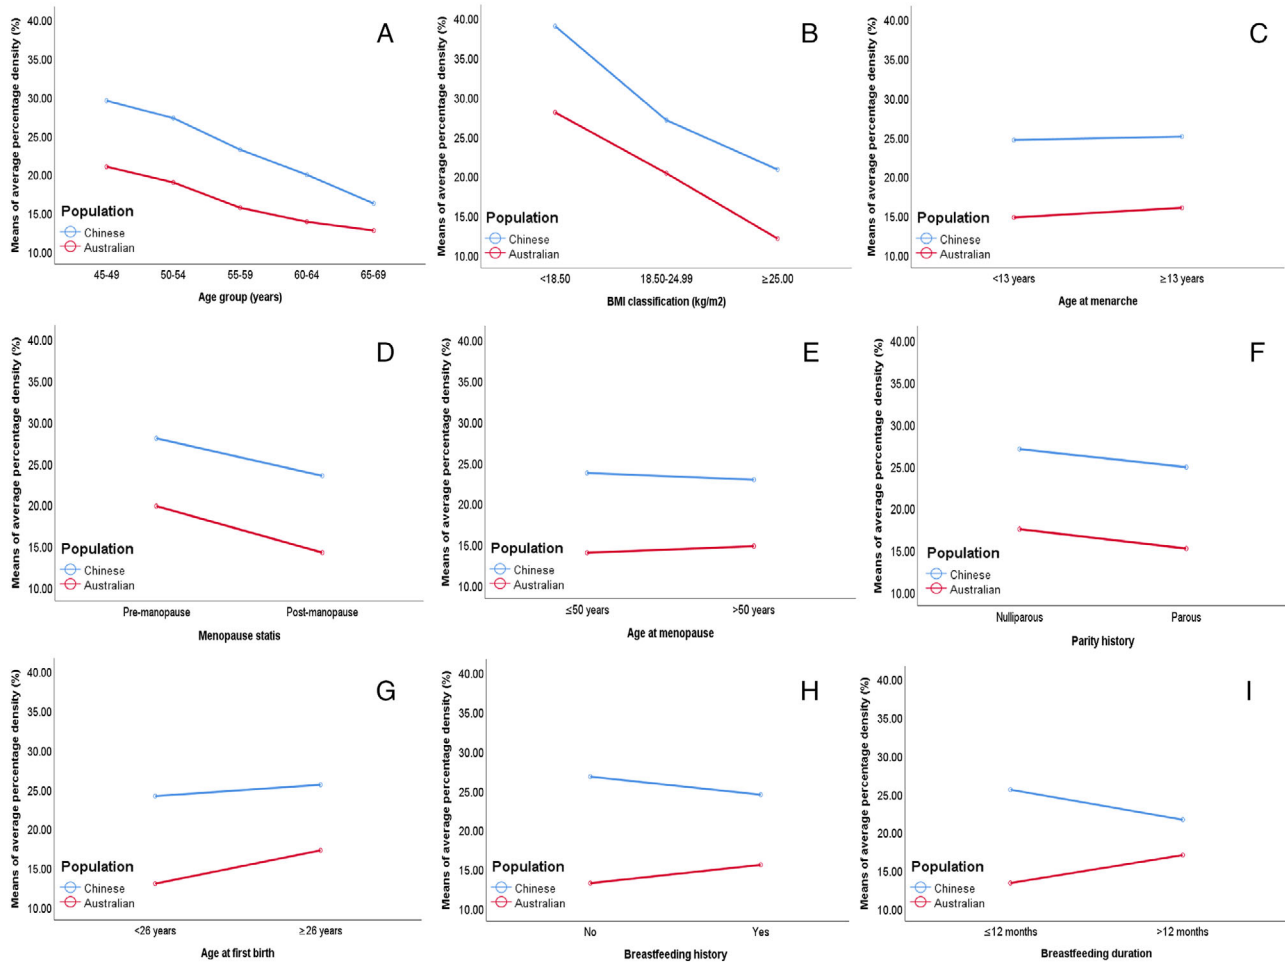 A
Means of average percentage density (%)
40.00
35.00
30.00
25.00
20.00
15.00
10.00
Population
Chinese
Australian
45-49 50-54 55-59 60-64 65-69
Age group (years)
B
Means of average percentage density (%)
40.00
35.00
30.00
25.00
20.00
15.00
10.00
Population
Chinese
Australian
<18.50 18.50-24.99 ≥25.00
BMI classification (kg/m2)
C
Means of average percentage density (%)
40.00
35.00
30.00
25.00
20.00
15.00
10.00
Population
Chinese
Australian
<13 years ≥13 years
Age at menarche
D
Means of average percentage density (%)
40.00
35.00
30.00
25.00
20.00
15.00
10.00
Population
Chinese
Australian
Pre-manopause Post-manopause
Menopause statis
E
Means of average percentage density (%)
40.00
35.00
30.00
25.00
20.00
15.00
10.00
Population
Chinese
Australian
≤50 years >50 years
Age at menopause
F
Means of average percentage density (%)
40.00
35.00
30.00
25.00
20.00
15.00
10.00
Population
Chinese
Australian
Nulliparous Parous
Parity history
G
Means of average percentage density (%)
40.00
35.00
30.00
25.00
20.00
15.00
10.00
Population
Chinese
Australian
<26 years ≥26 years
Age at first birth
H
Means of average percentage density (%)
40.00
35.00
30.00
25.00
20.00
15.00
10.00
Population
Chinese
Australian
No Yes
Breastfeeding history
I
Means of average percentage density (%)
40.00
35.00
30.00
25.00
20.00
15.00
10.00
Population
Chinese
Australian
≤12 months >12 months
Breastfeeding duration